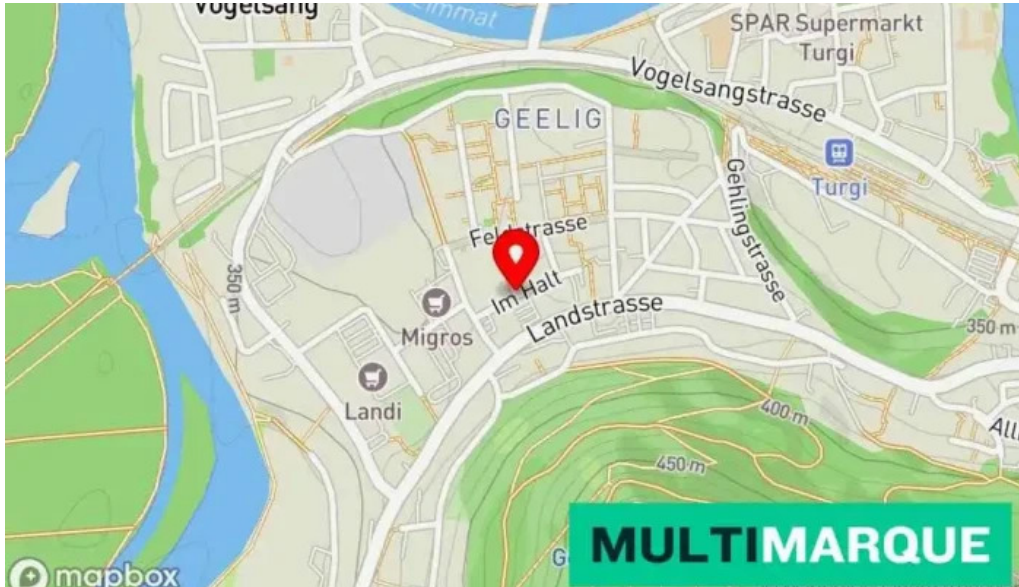 Vogelsang
Limmat
SPAR Supermarkt
Turgi
Vogelsangstrasse
GEELIG
Turgi
Gehlingstrasse
Feldstrasse
350 m
Im Halt
Landstrasse
Migros
350 m
Landi
400 m
450 m
MULTIMARQUE
mapbox